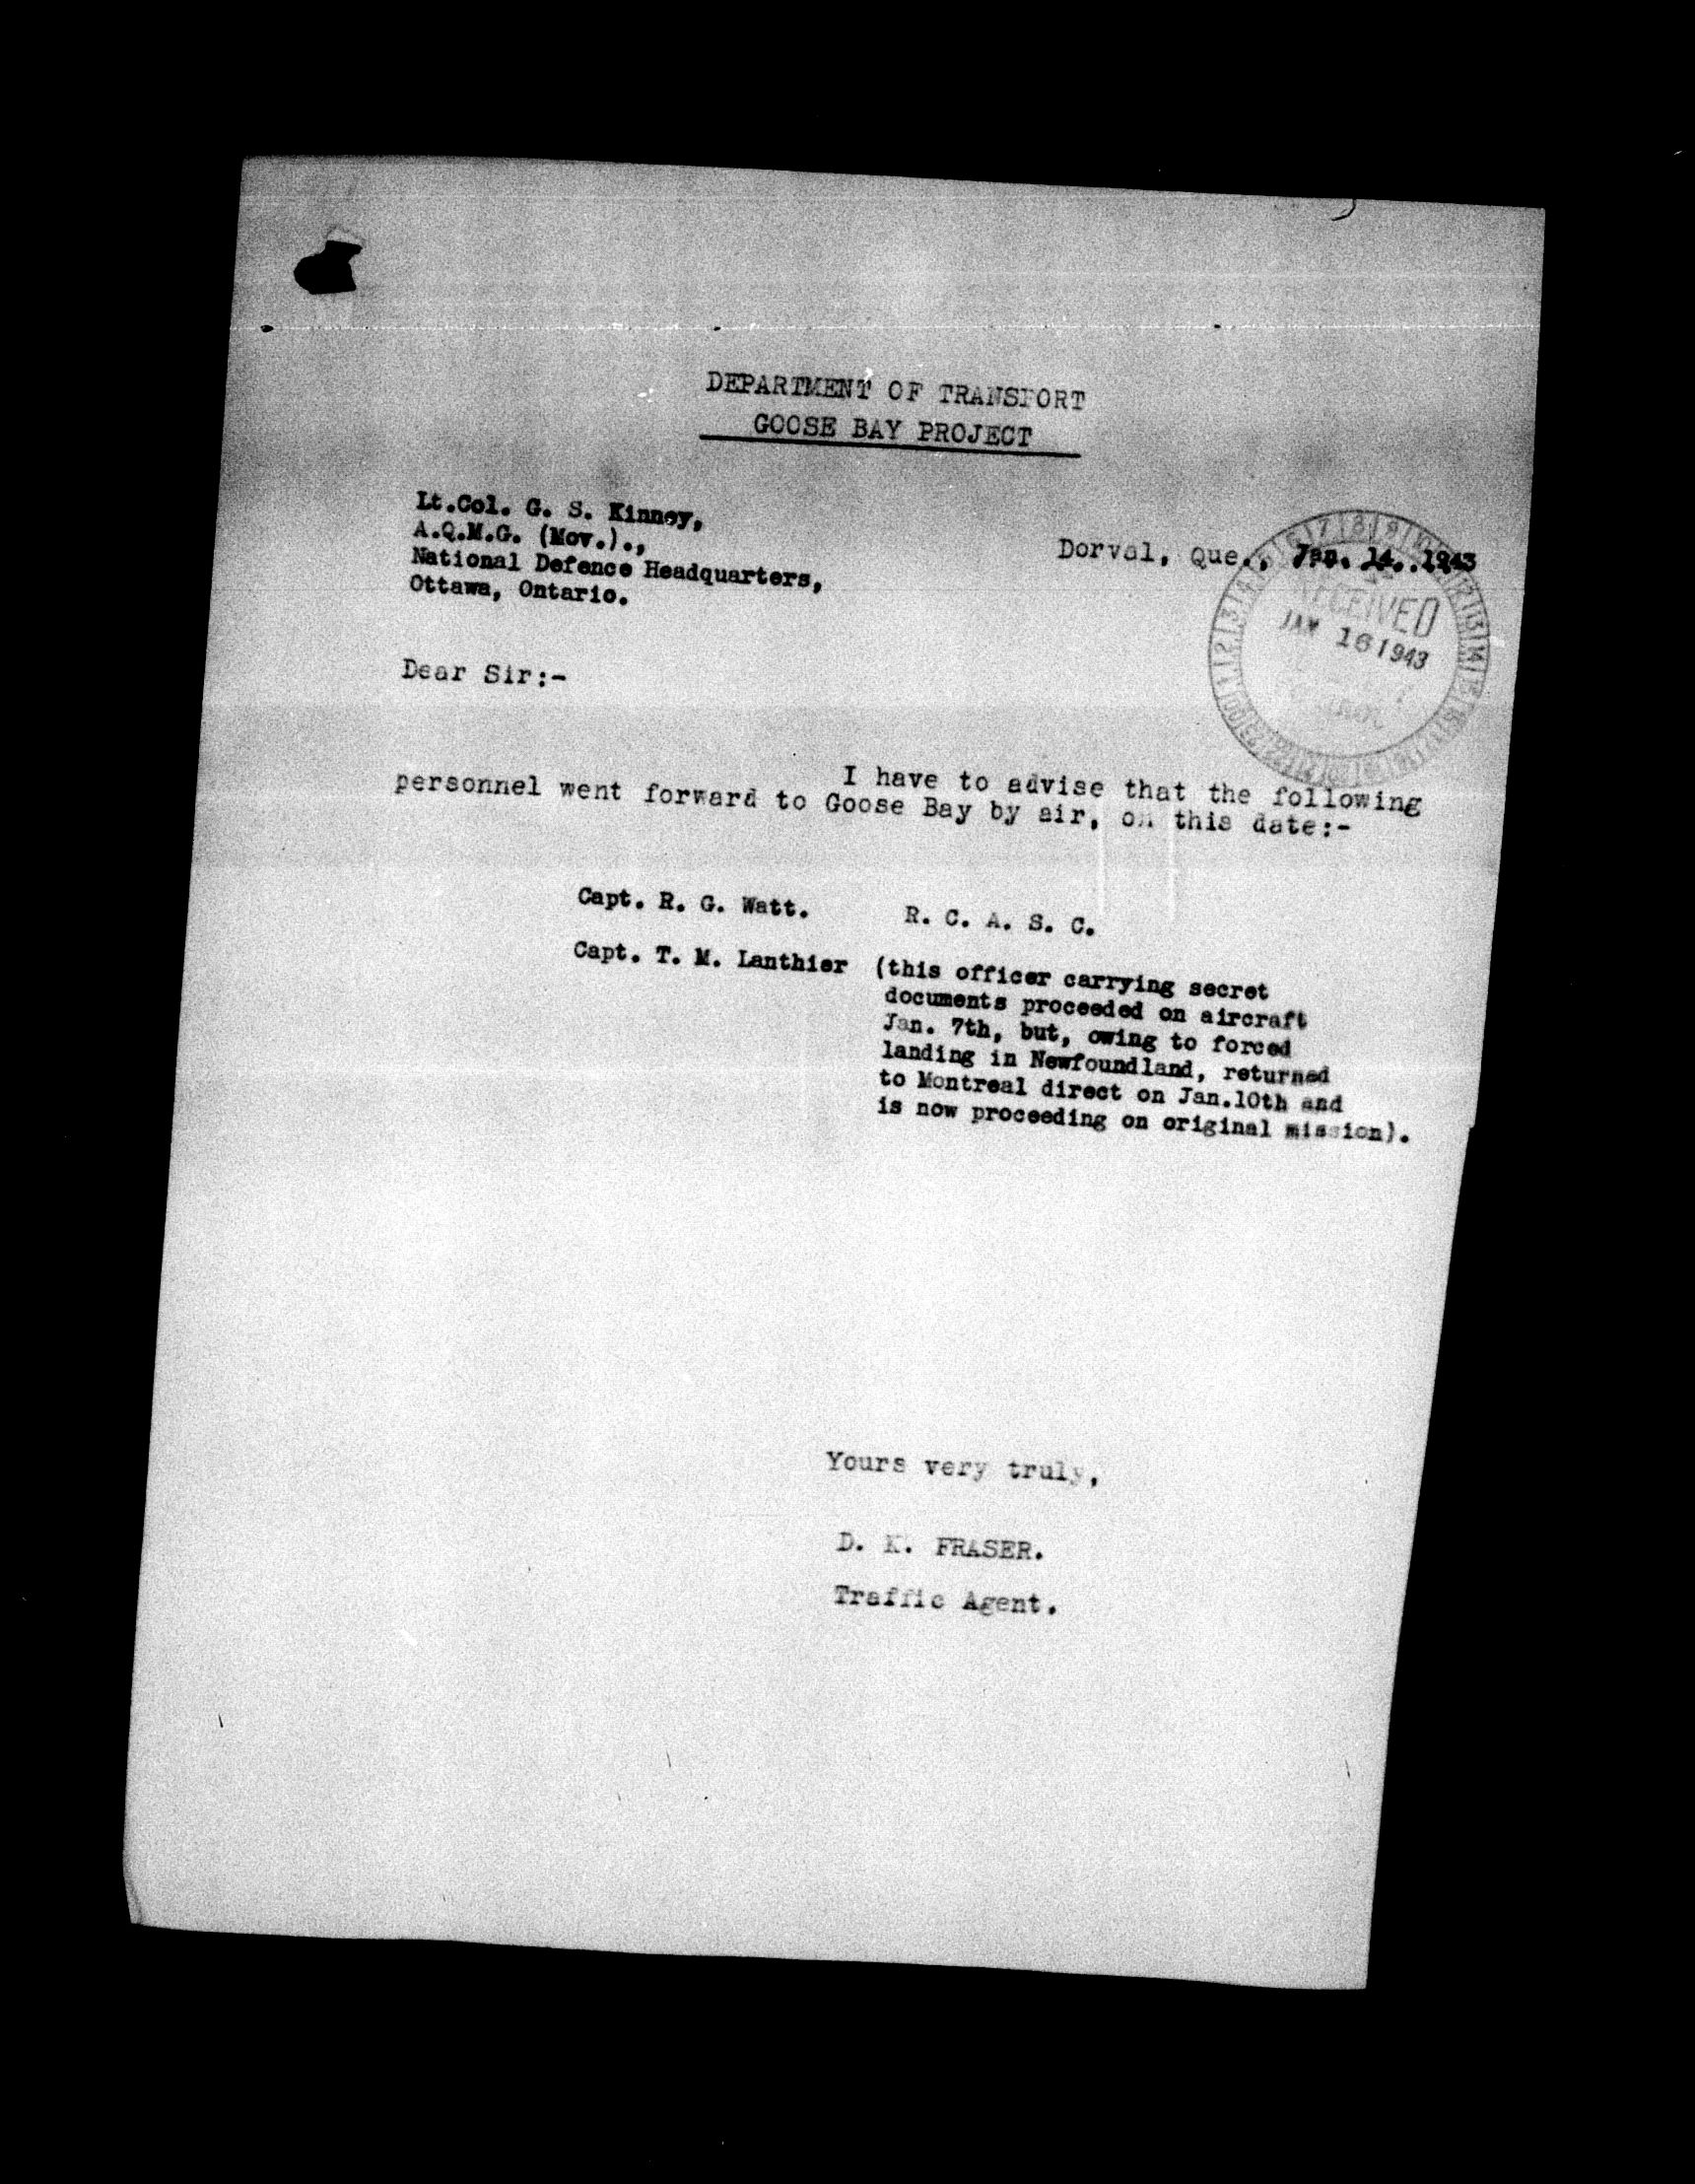 DEPARTMENT OF TRANSPORT
GOOSE BAY PROJECT
Lt.Col. G. S. Kinney,
A.Q.M.G. (Mov.).,
National Defence Headquarters,
Ottawa, Ontario.
Dorval, Que., Jan. 14, 1943
RECEIVED
JAN 16 1943
Dear Sir:-
I have to advise that the following
personnel went forward to Goose Bay by air, on this date:-
Capt. R. G. Watt. R. C. A. S. C.
Capt. T. M. Lanthier (this officer carrying secret
documents proceeded on aircraft
Jan. 7th, but, owing to forced
landing in Newfoundland, returned
to Montreal direct on Jan.10th and
is now proceeding on original mission).
Yours very truly,
D. K. FRASER.
Traffic Agent.